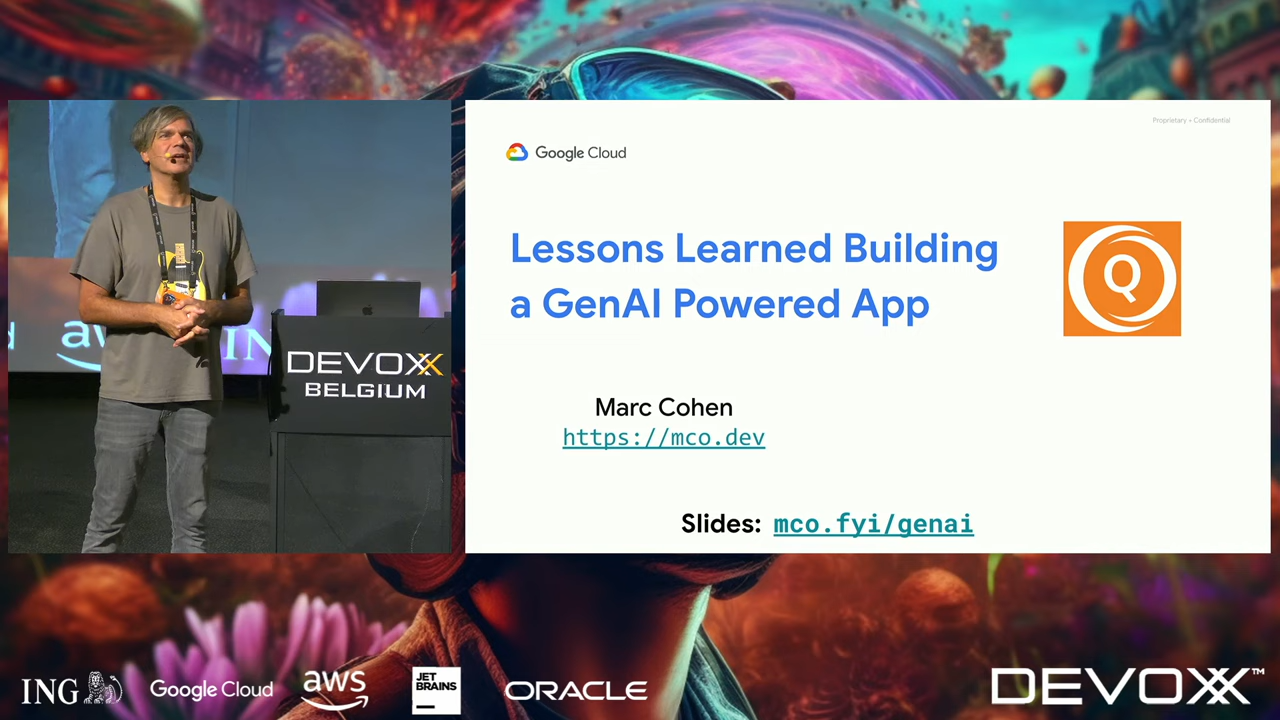 DEVOXX
BELGIUM
Proprietary + Confidential
Google Cloud
Lessons Learned Building
a GenAI Powered App
Q
Marc Cohen
https://mco.dev
Slides: mco.fyi/genai
ING
Google Cloud
aws
JET
BRAINS
ORACLE
DEVOXX™